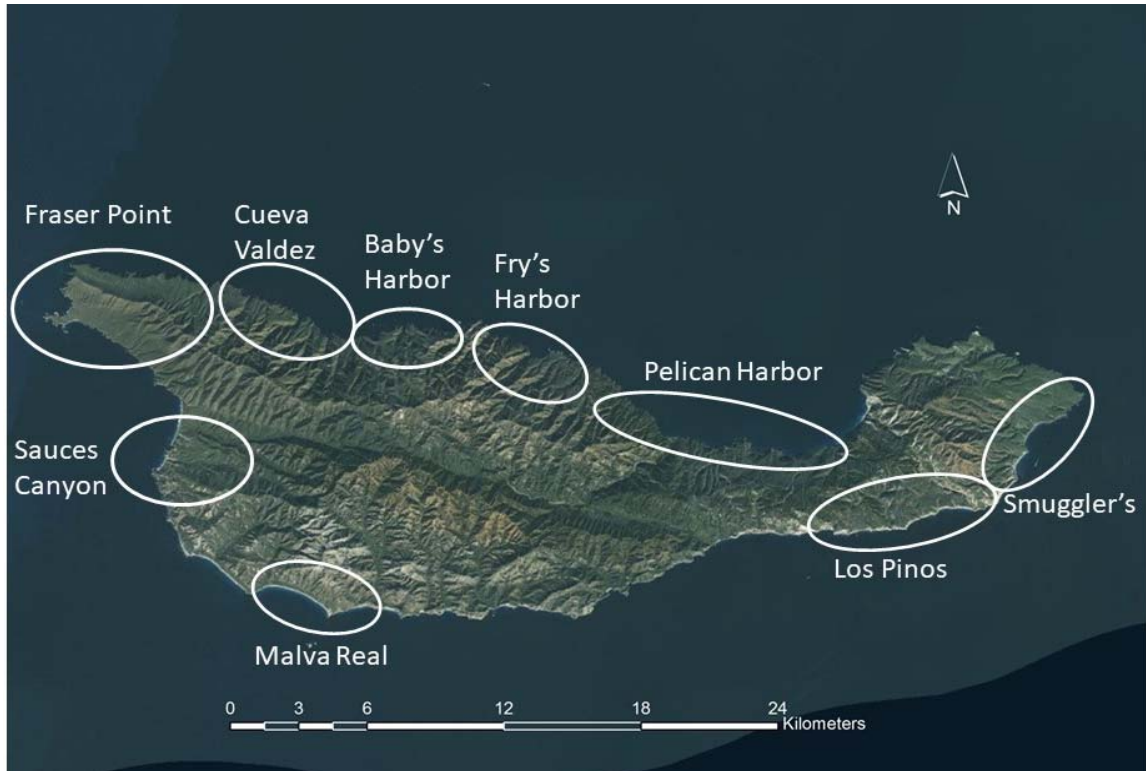 Fraser Point
Cueva
Valdez
Baby's
Harbor
Fry's
Harbor
N
Pelican Harbor
Sauces
Canyon
Smuggler's
Los Pinos
Malva Real
0 3 6 12 18 24
Kilometers